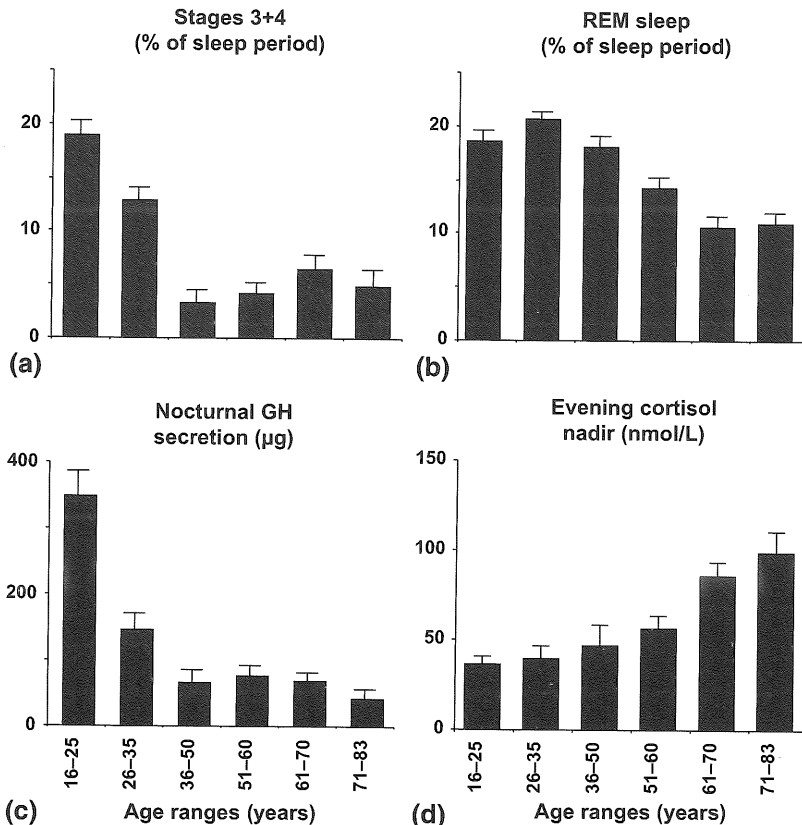 Stages 3+4
(% of sleep period)
20
10
0
(a)
REM sleep
(% of sleep period)
20
10
0
(b)
Nocturnal GH
secretion (µg)
400
200
0
16–25
26–35
36–50
51–60
61–70
71–83
(c)
Age ranges (years)
Evening cortisol
nadir (nmol/L)
150
100
50
0
16–25
26–35
36–50
51–60
61–70
71–83
(d)
Age ranges (years)